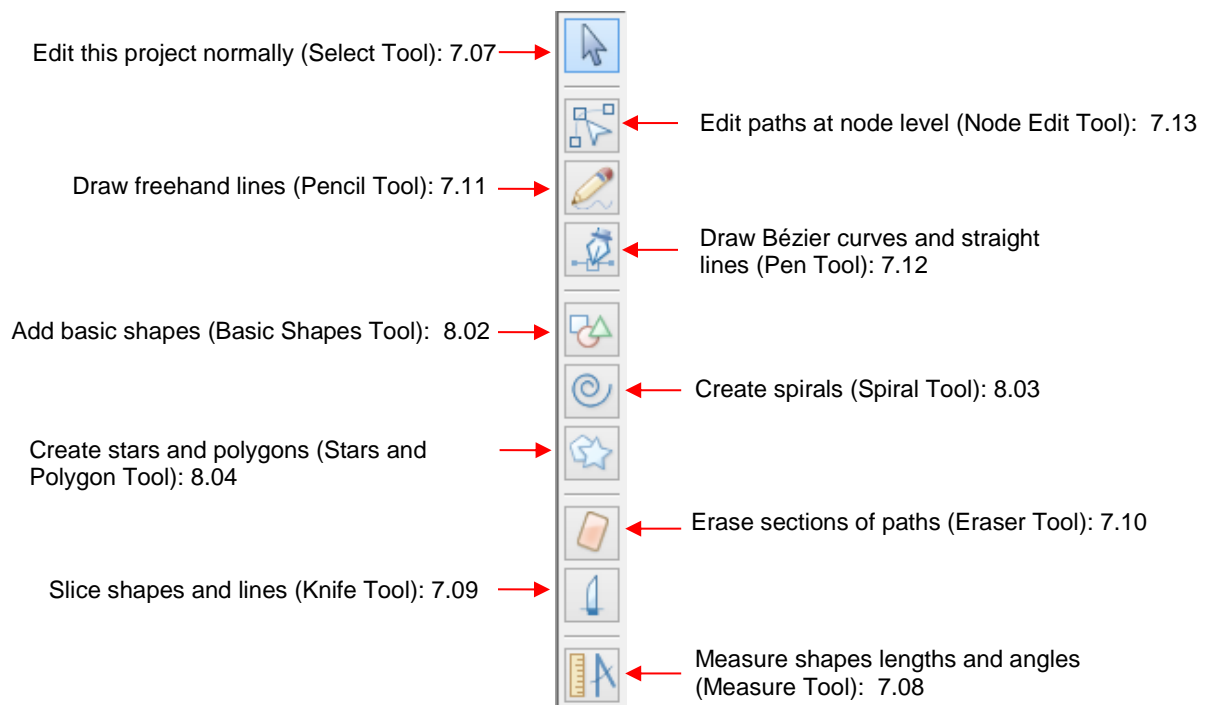 Edit this project normally (Select Tool): 7.07
Edit paths at node level (Node Edit Tool):  7.13
Draw freehand lines (Pencil Tool): 7.11
Draw Bézier curves and straight
lines (Pen Tool): 7.12
Add basic shapes (Basic Shapes Tool):  8.02
Create spirals (Spiral Tool): 8.03
Create stars and polygons (Stars and
Polygon Tool): 8.04
Erase sections of paths (Eraser Tool): 7.10
Slice shapes and lines (Knife Tool): 7.09
Measure shapes lengths and angles
(Measure Tool):  7.08